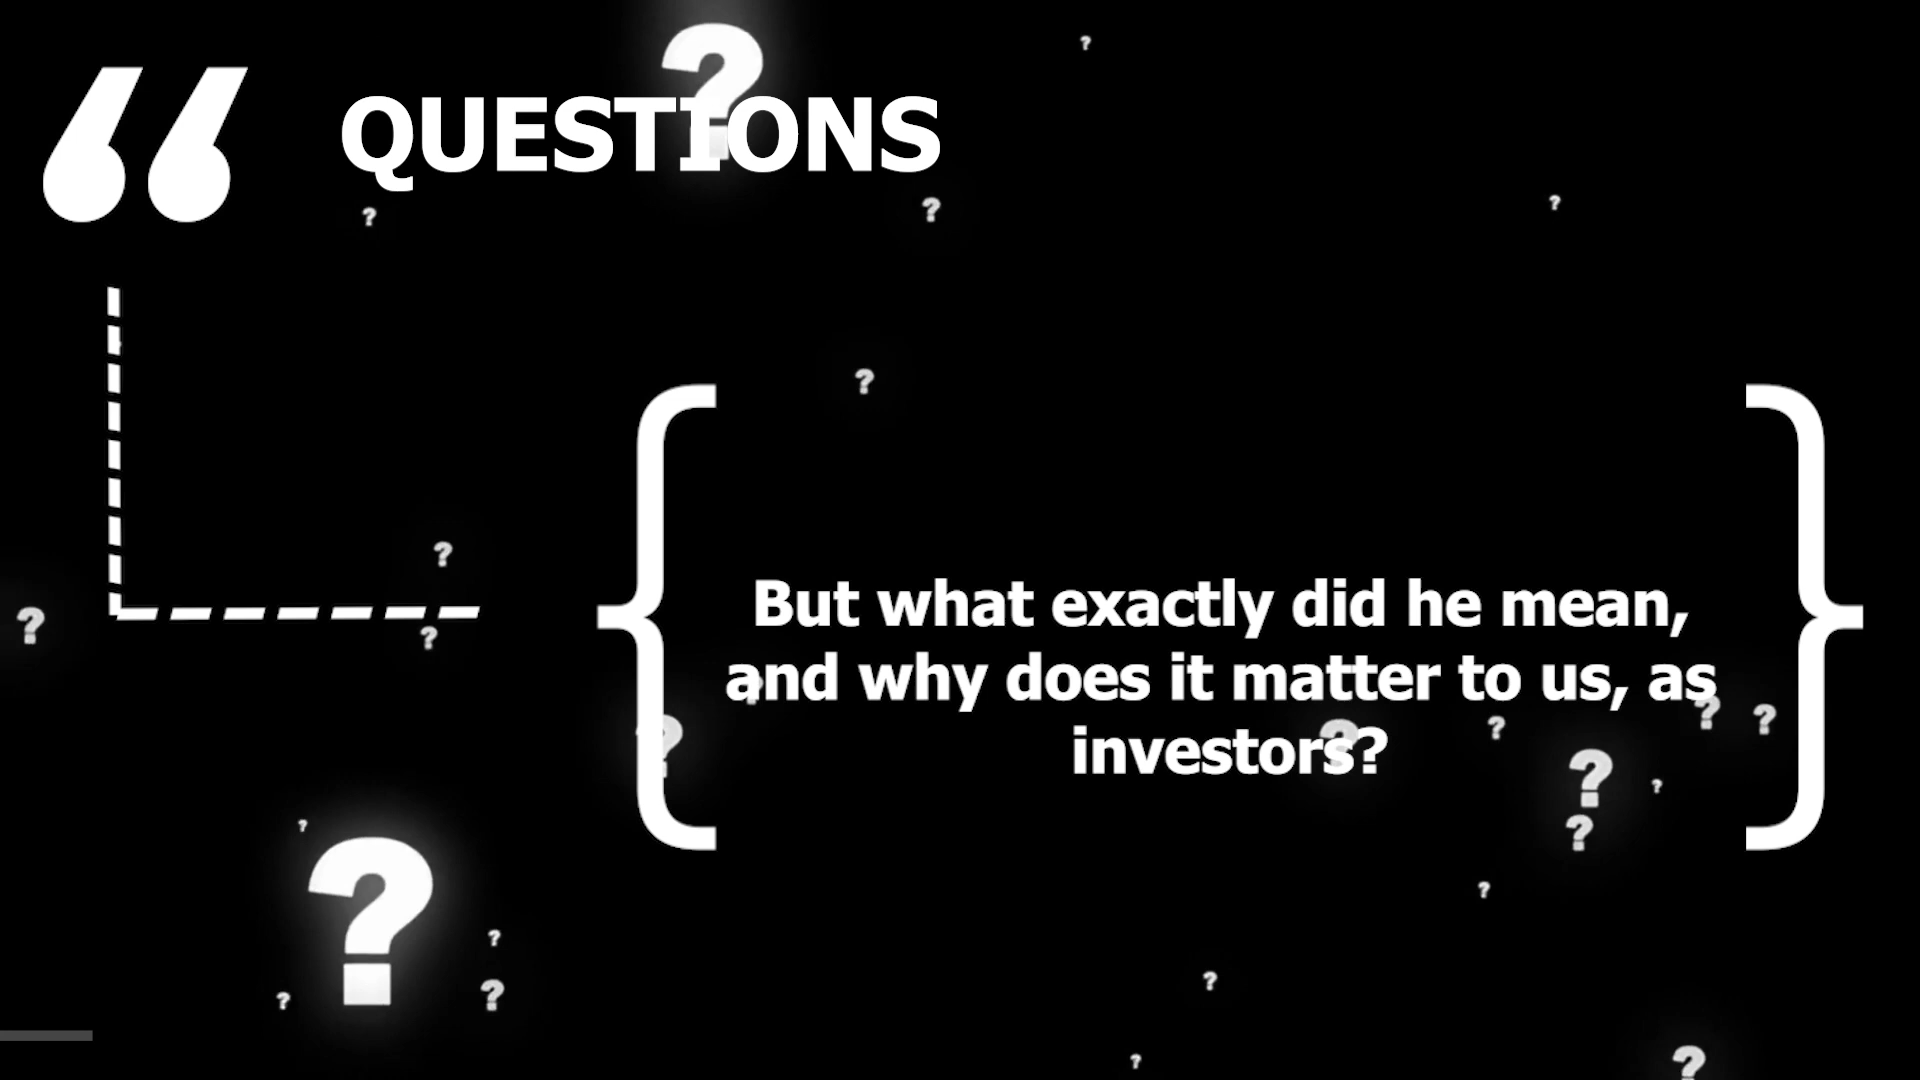 “ QUESTIONS
But what exactly did he mean,
and why does it matter to us, as
investors?